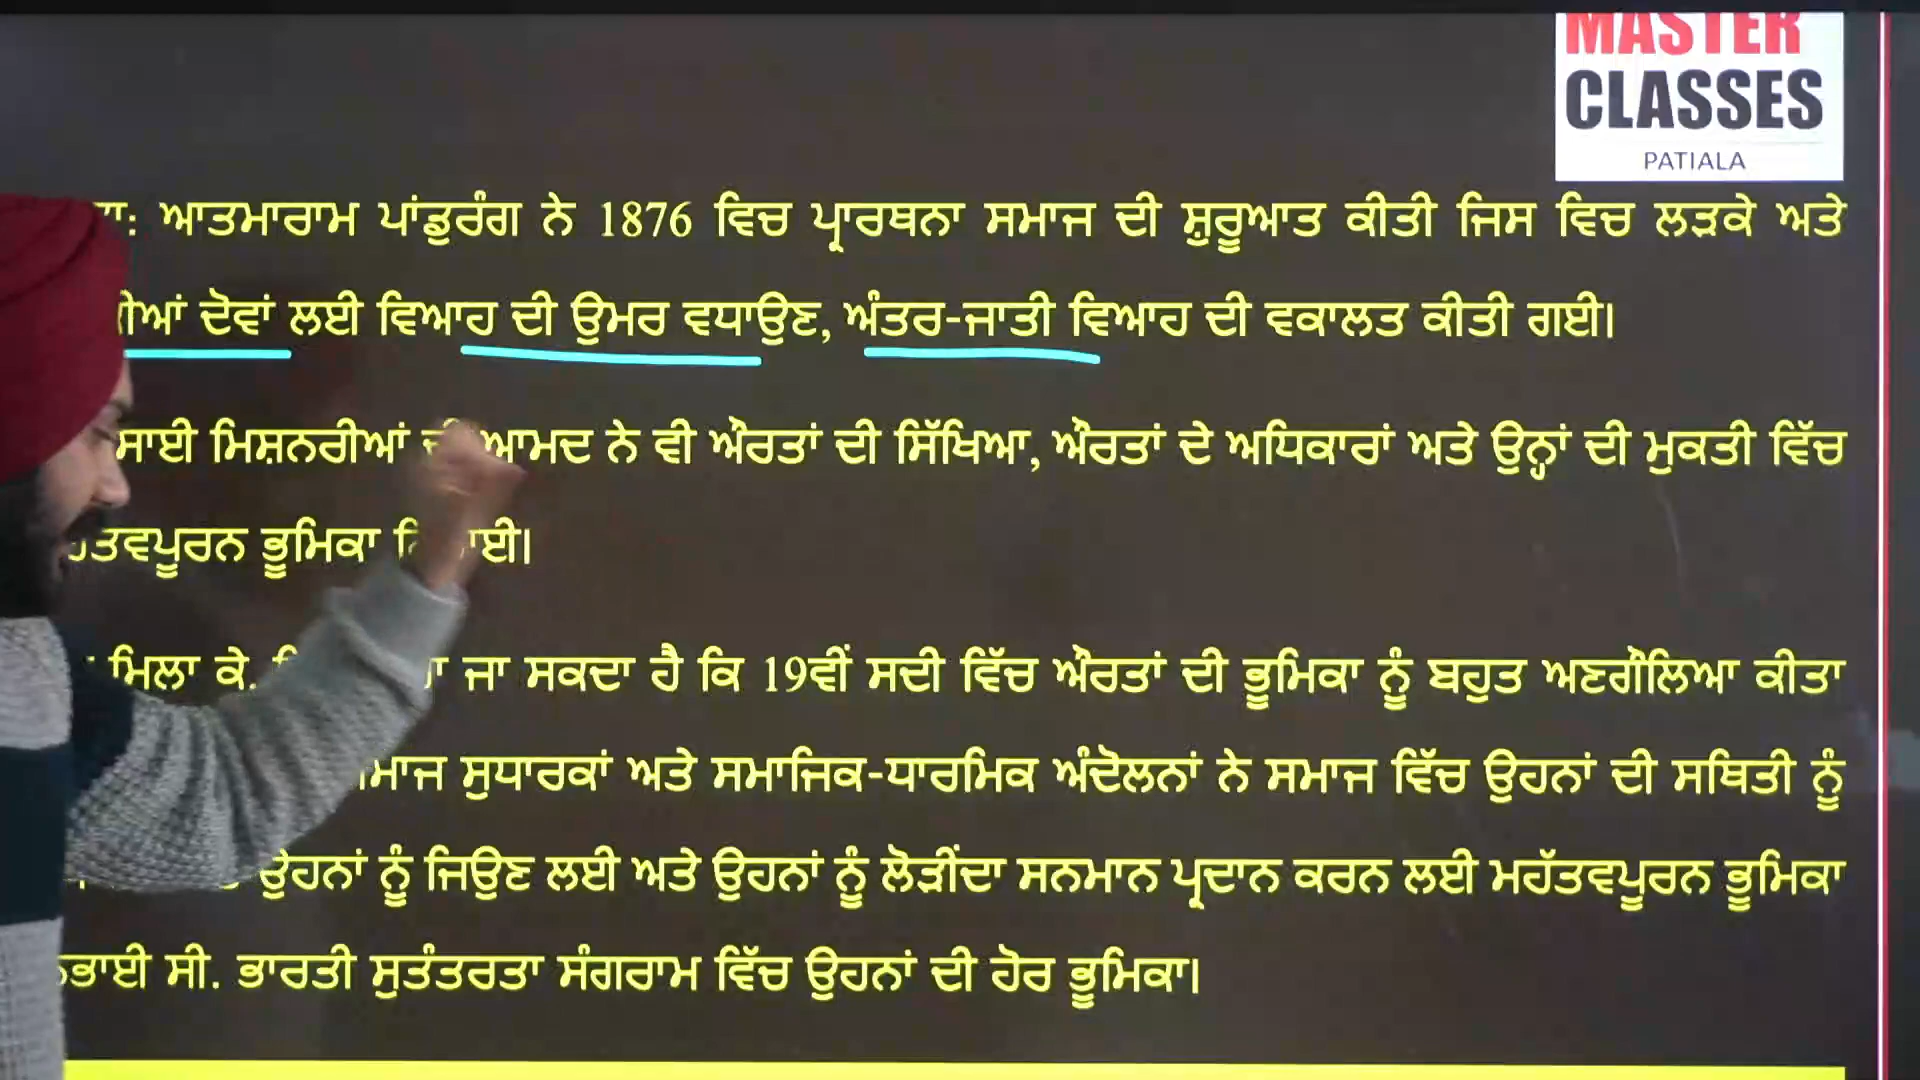 MASTER
CLASSES
PATIALA
ਆਤਮਾਰਾਮ ਪਾਂਡੁਰੰਗ ਨੇ 1876 ਵਿਚ ਪ੍ਰਾਰਥਨਾ ਸਮਾਜ ਦੀ ਸ਼ੁਰੂਆਤ ਕੀਤੀ ਜਿਸ ਵਿਚ ਲੜਕੇ ਅਤੇ
ਦੋਵਾਂ ਲਈ ਵਿਆਹ ਦੀ ਉਮਰ ਵਧਾਉਣ, ਅੰਤਰ-ਜਾਤੀ ਵਿਆਹ ਦੀ ਵਕਾਲਤ ਕੀਤੀ ਗਈ।
ਮਿਸ਼ਨਰੀਆਂ ਆਮਦ ਨੇ ਵੀ ਔਰਤਾਂ ਦੀ ਸਿੱਖਿਆ, ਔਰਤਾਂ ਦੇ ਅਧਿਕਾਰਾਂ ਅਤੇ ਉਨ੍ਹਾਂ ਦੀ ਮੁਕਤੀ ਵਿੱਚ
ਭੂਮਿਕਾ
ਮਿਲਾ ਕੇ, ਜਾ ਸਕਦਾ ਹੈ ਕਿ 19ਵੀਂ ਸਦੀ ਵਿੱਚ ਔਰਤਾਂ ਦੀ ਭੂਮਿਕਾ ਨੂੰ ਬਹੁਤ ਅਣਗੌਲਿਆ ਕੀਤਾ
ਸੁਧਾਰਕਾਂ ਅਤੇ ਸਮਾਜਿਕ-ਧਾਰਮਿਕ ਅੰਦੋਲਨਾਂ ਨੇ ਸਮਾਜ ਵਿੱਚ ਉਹਨਾਂ ਦੀ ਸਥਿਤੀ ਨੂੰ
ਉਹਨਾਂ ਨੂੰ ਜਿਉਣ ਲਈ ਅਤੇ ਉਹਨਾਂ ਨੂੰ ਲੋੜੀਂਦਾ ਸਨਮਾਨ ਪ੍ਰਦਾਨ ਕਰਨ ਲਈ ਮਹੱਤਵਪੂਰਨ ਭੂਮਿਕਾ
ਸੀ. ਭਾਰਤੀ ਸੁਤੰਤਰਤਾ ਸੰਗਰਾਮ ਵਿੱਚ ਉਹਨਾਂ ਦੀ ਹੋਰ ਭੂਮਿਕਾ।